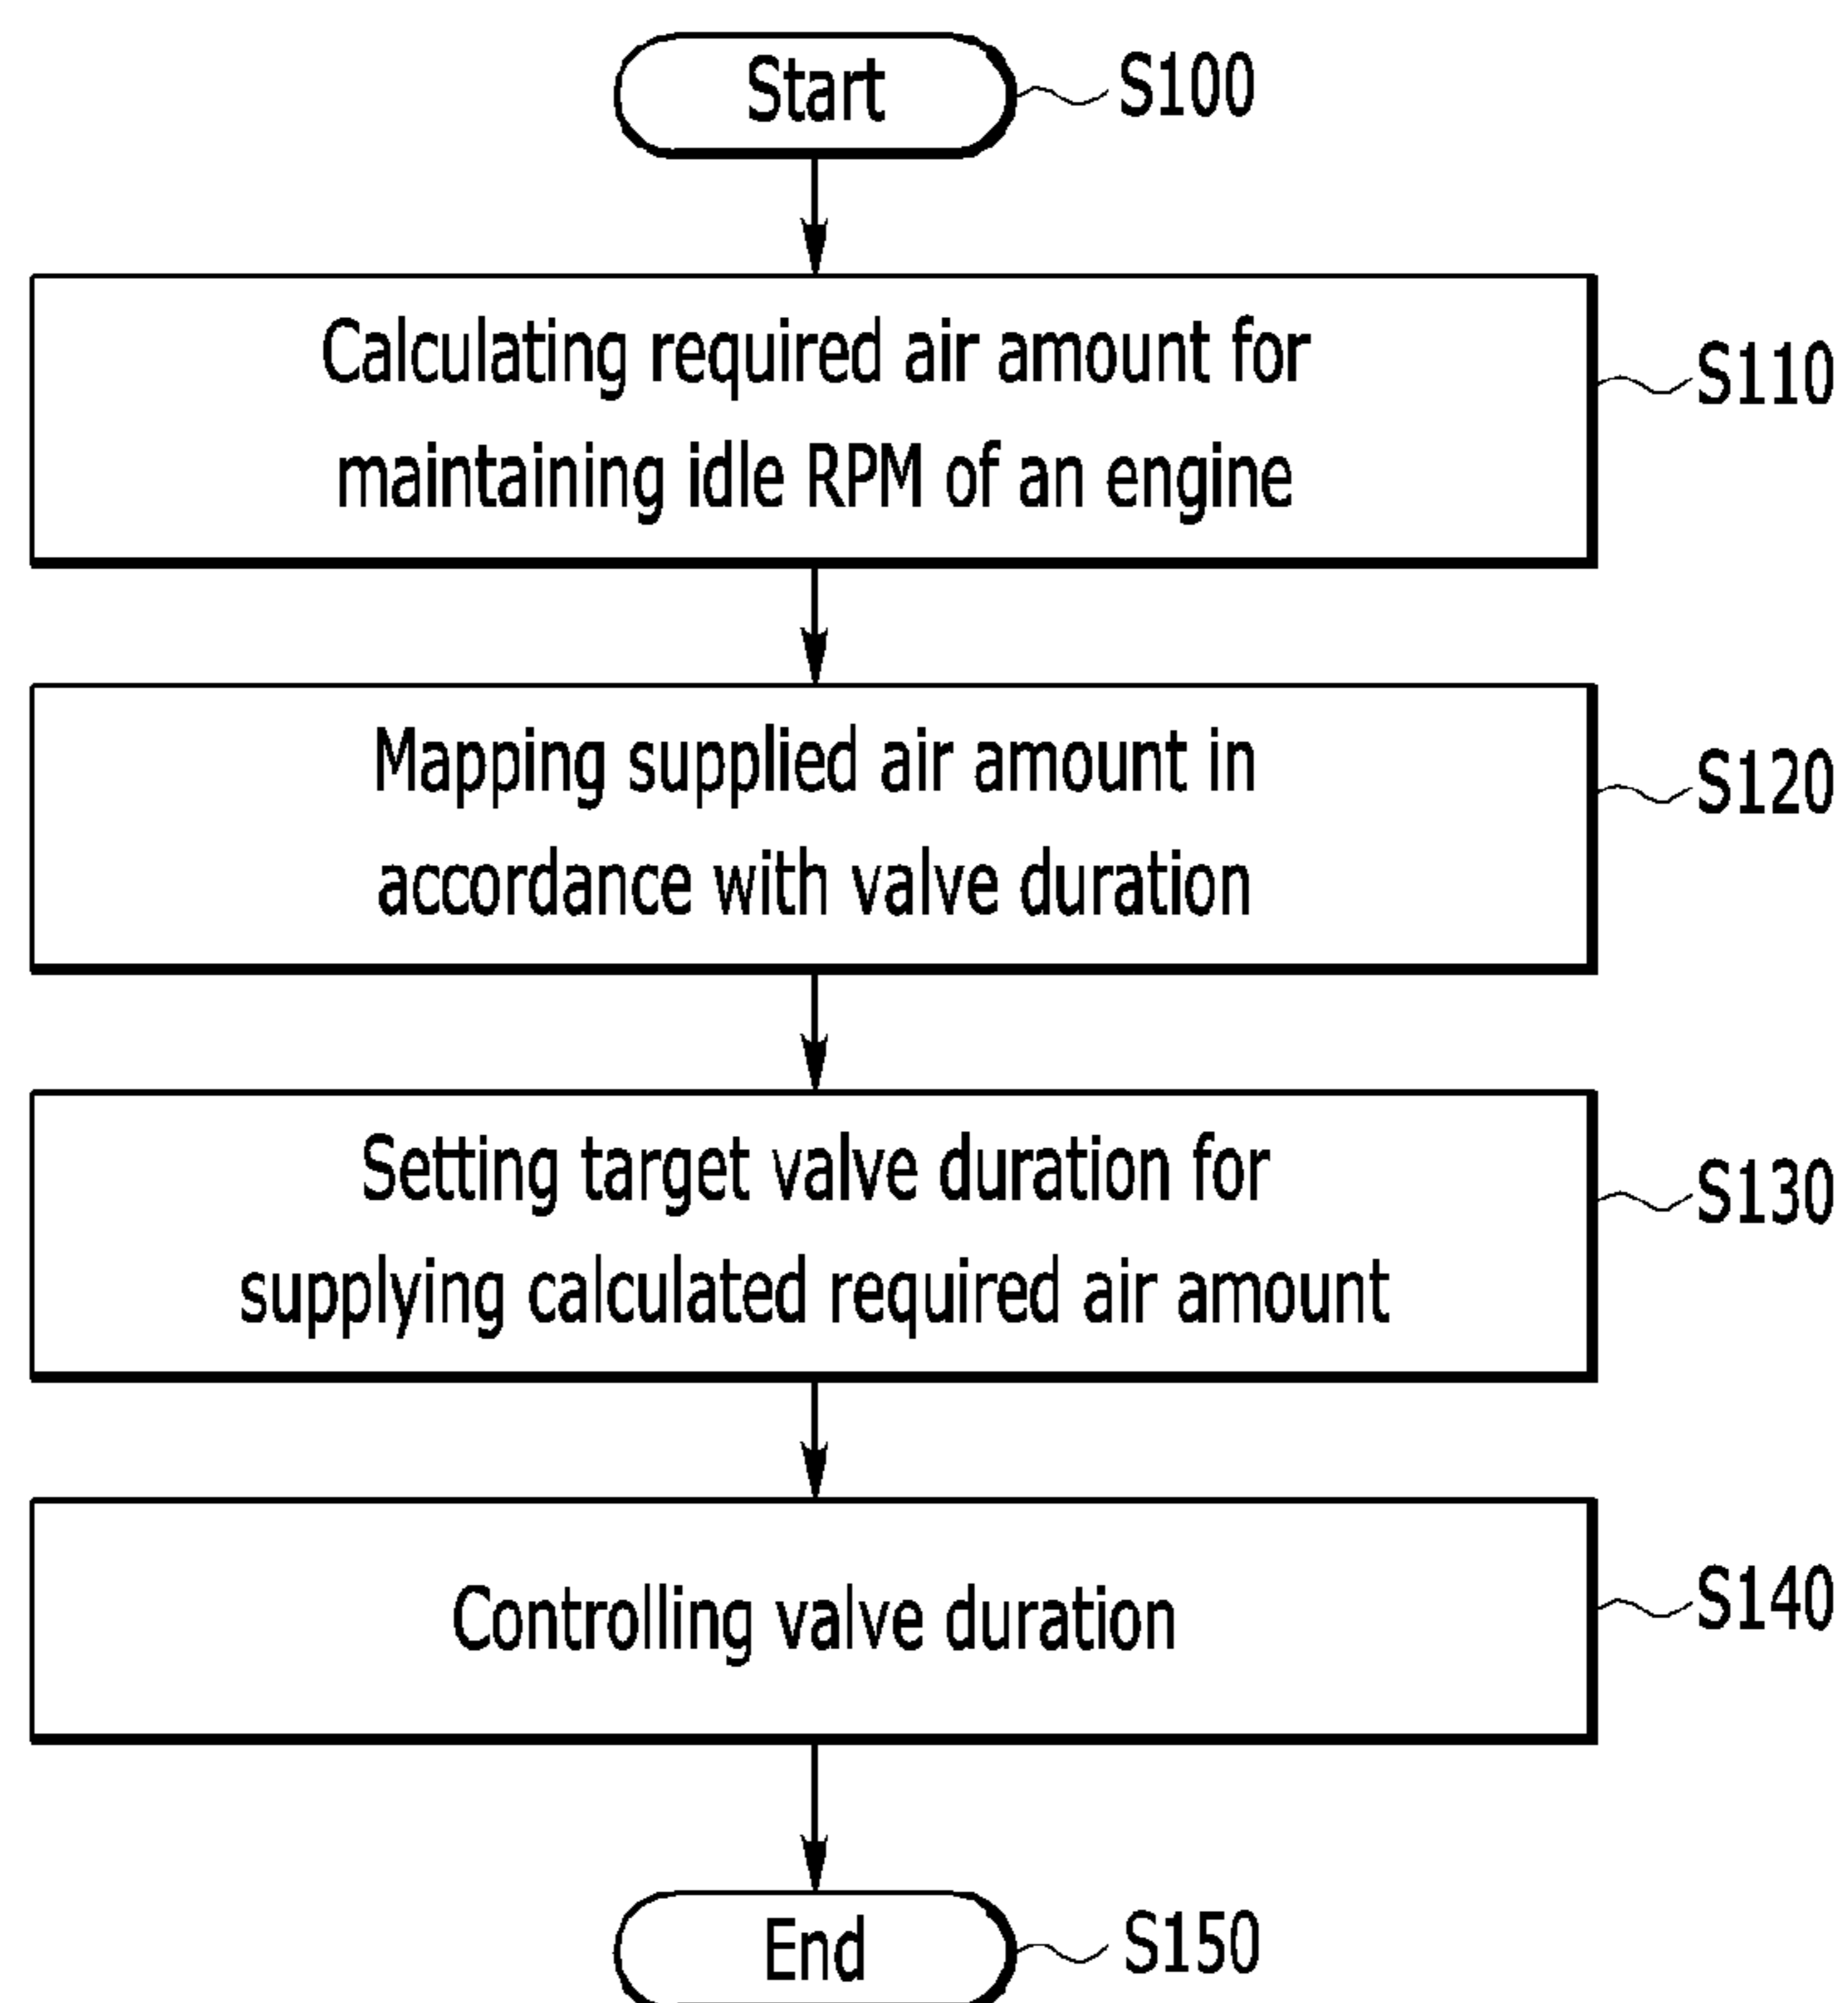 Start
S100
Calculating required air amount for
maintaining idle RPM of an engine
S110
Mapping supplied air amount in
accordance with valve duration
S120
Setting target valve duration for
supplying calculated required air amount
S130
Controlling valve duration
S140
End
S150